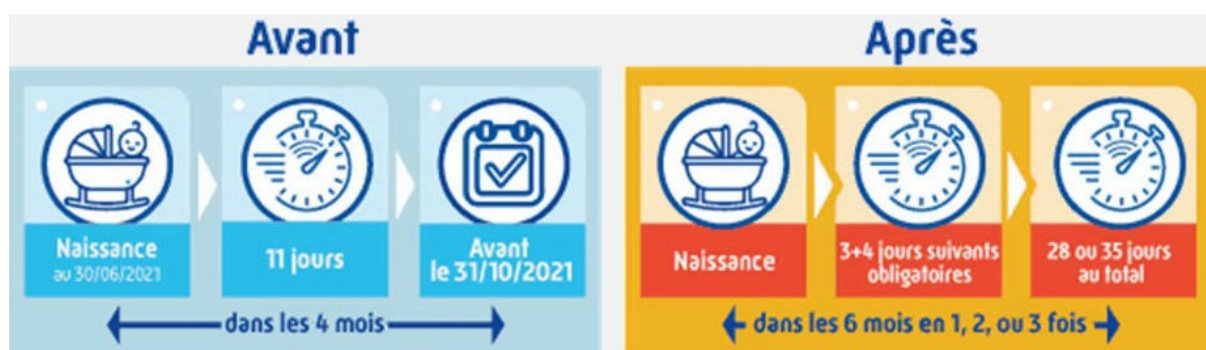 Avant
Naissance
au 30/06/2021
11 jours
Avant
le 31/10/2021
dans les 4 mois
Après
Naissance
3+4 jours suivants
obligatoires
28 ou 35 jours
au total
dans les 6 mois en 1, 2, ou 3 fois